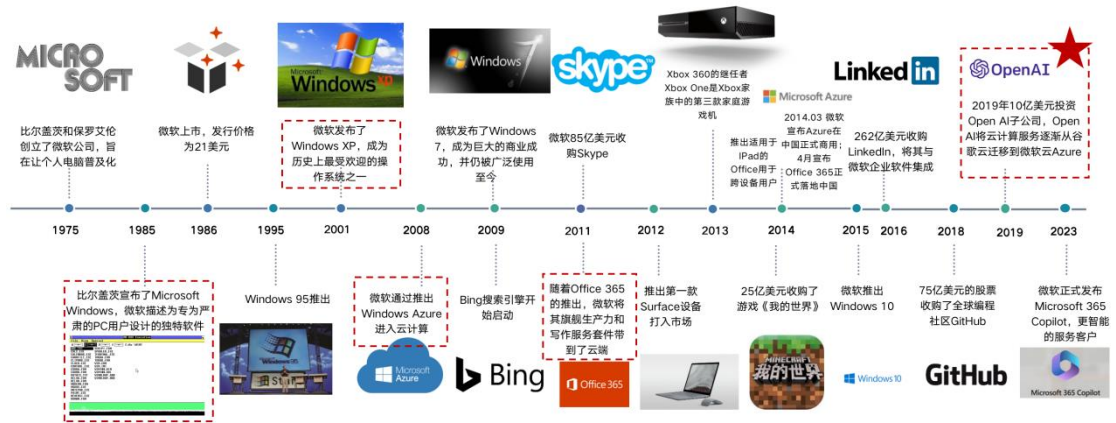 MICRO
SOFT
比尔盖茨和保罗艾伦
创立了微软公司，旨
在让个人电脑普及化
微软上市，发行价格
为21美元
Microsoft
Windows xp
微软发布了
Windows XP，成为
历史上最受欢迎的操
作系统之一
Windows 7
微软发布了Windows
7，成为巨大的商业成
功，并仍被广泛使用
至今
skype
微软85亿美元收
购Skype
XBOX
Xbox 360的继任者
Xbox One是Xbox家
族中的第三款家庭游
戏机
Microsoft Azure
推出适用于
IPad的
Office用于
跨设备用户
2014.03 微软
宣布Azure在
中国正式商用；
4月宣布
Office 365正
式落地中国
Linked in
262亿美元收购
LinkedIn，将其与
微软企业软件集成
OpenAI
2019年10亿美元投资
Open AI子公司，Open
AI将云计算服务逐渐从谷
歌云迁移到微软云Azure
1975
1985
1986
1995
2001
2008
2009
2011
2012
2013
2014
2015
2016
2018
2019
2023
比尔盖茨宣布了Microsoft
Windows，微软描述为专为严
肃的PC用户设计的独特软件
Windows 95推出
微软通过推出
Windows Azure
进入云计算
Microsoft
Azure
Bing搜索引擎开
始启动
Bing
随着Office 365
的推出，微软将
其旗舰生产力和
写作服务套件带
到了云端
Office 365
推出第一款
Surface设备
打入市场
25亿美元收购了
游戏《我的世界》
MINECRAFT
我的世界
微软推出
Windows 10
Windows 10
75亿美元的股票
收购了全球编程
社区GitHub
GitHub
微软正式发布
Microsoft 365
Copilot，更智能
的服务客户
Microsoft 365 Copilot